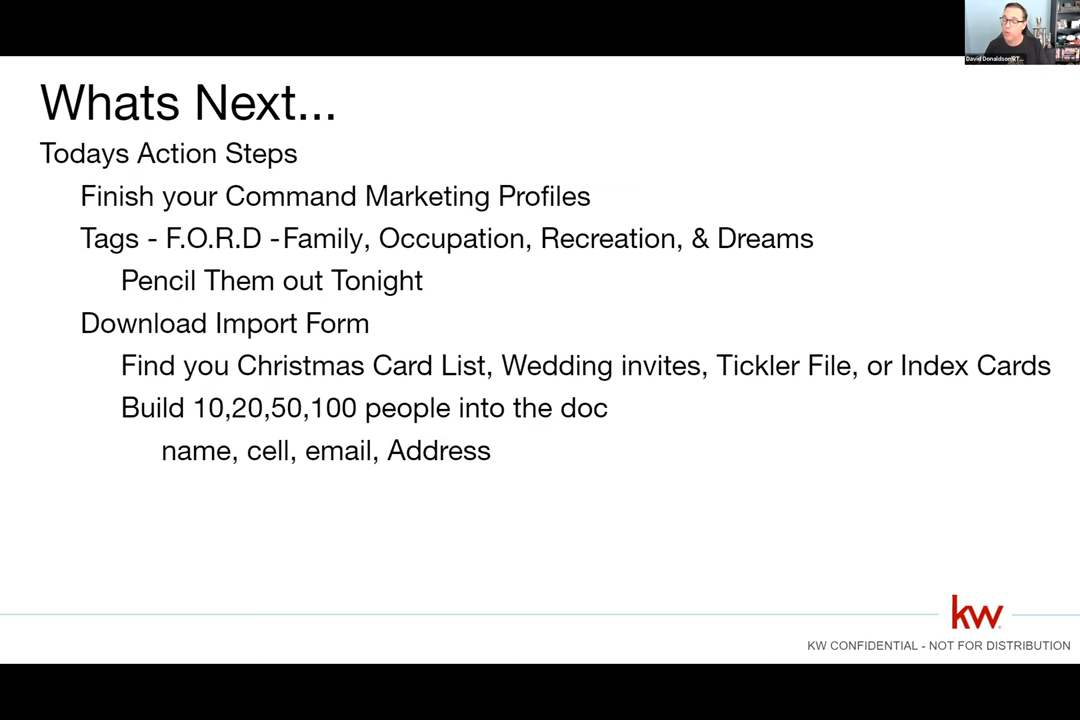 David Donaldson &T...
Whats Next...
Todays Action Steps
Finish your Command Marketing Profiles
Tags - F.O.R.D -Family, Occupation, Recreation, & Dreams
Pencil Them out Tonight
Download Import Form
Find you Christmas Card List, Wedding invites, Tickler File, or Index Cards
Build 10,20,50,100 people into the doc
name, cell, email, Address
kw
KW CONFIDENTIAL - NOT FOR DISTRIBUTION